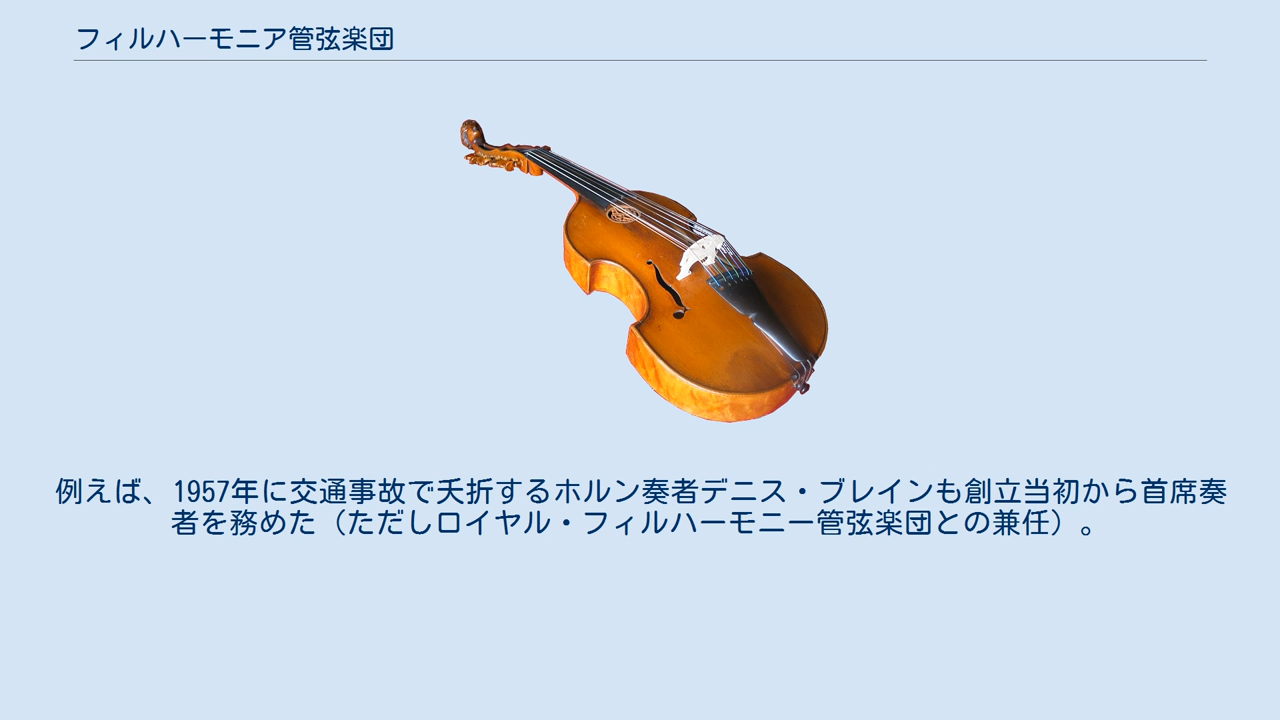 フィルハーモニア管弦楽団
例えば、1957年に交通事故で夭折するホルン奏者デニス・ブレインも創立当初から首席奏
者を務めた（ただしロイヤル・フィルハーモニー管弦楽団との兼任）。